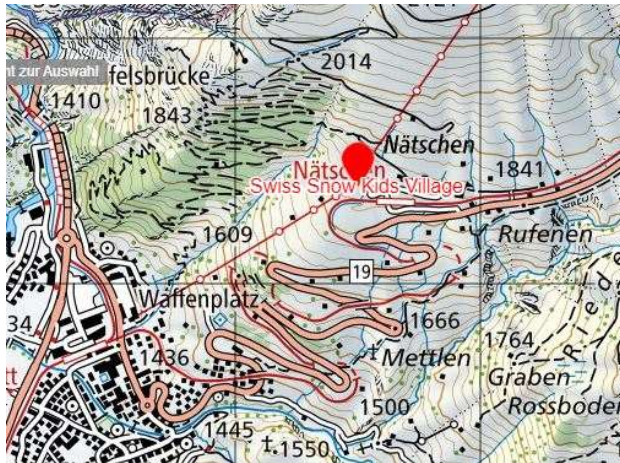 2014
nt zur Auswahl
felsbrücke
1410
1843
Nätschen
Nätschen
1841
Swiss Snow Kids Village
1609
Rufenen
19
Waffenplatz
34
1666
1764
1436
Mettlen
Graben
1500
Rossboden
1445
1550